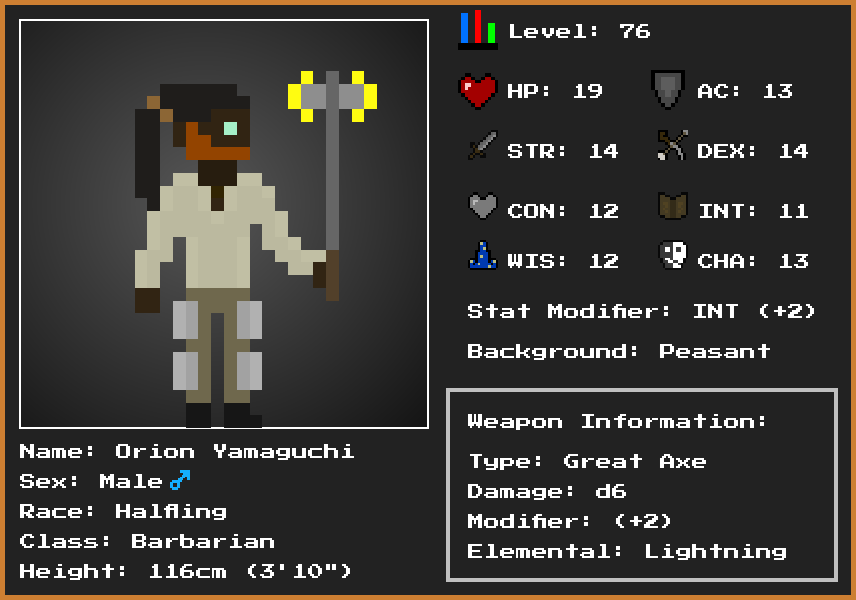 Level: 76
HP: 19
AC: 13
STR: 14
DEX: 14
CON: 12
INT: 11
WIS: 12
CHA: 13
Stat Modifier: INT (+2)
Background: Peasant
Weapon Information:
Type: Great Axe
Damage: d6
Modifier: (+2)
Elemental: Lightning
Name: Orion Yamaguchi
Sex: Male ♂
Race: Halfling
Class: Barbarian
Height: 116cm (3'10")